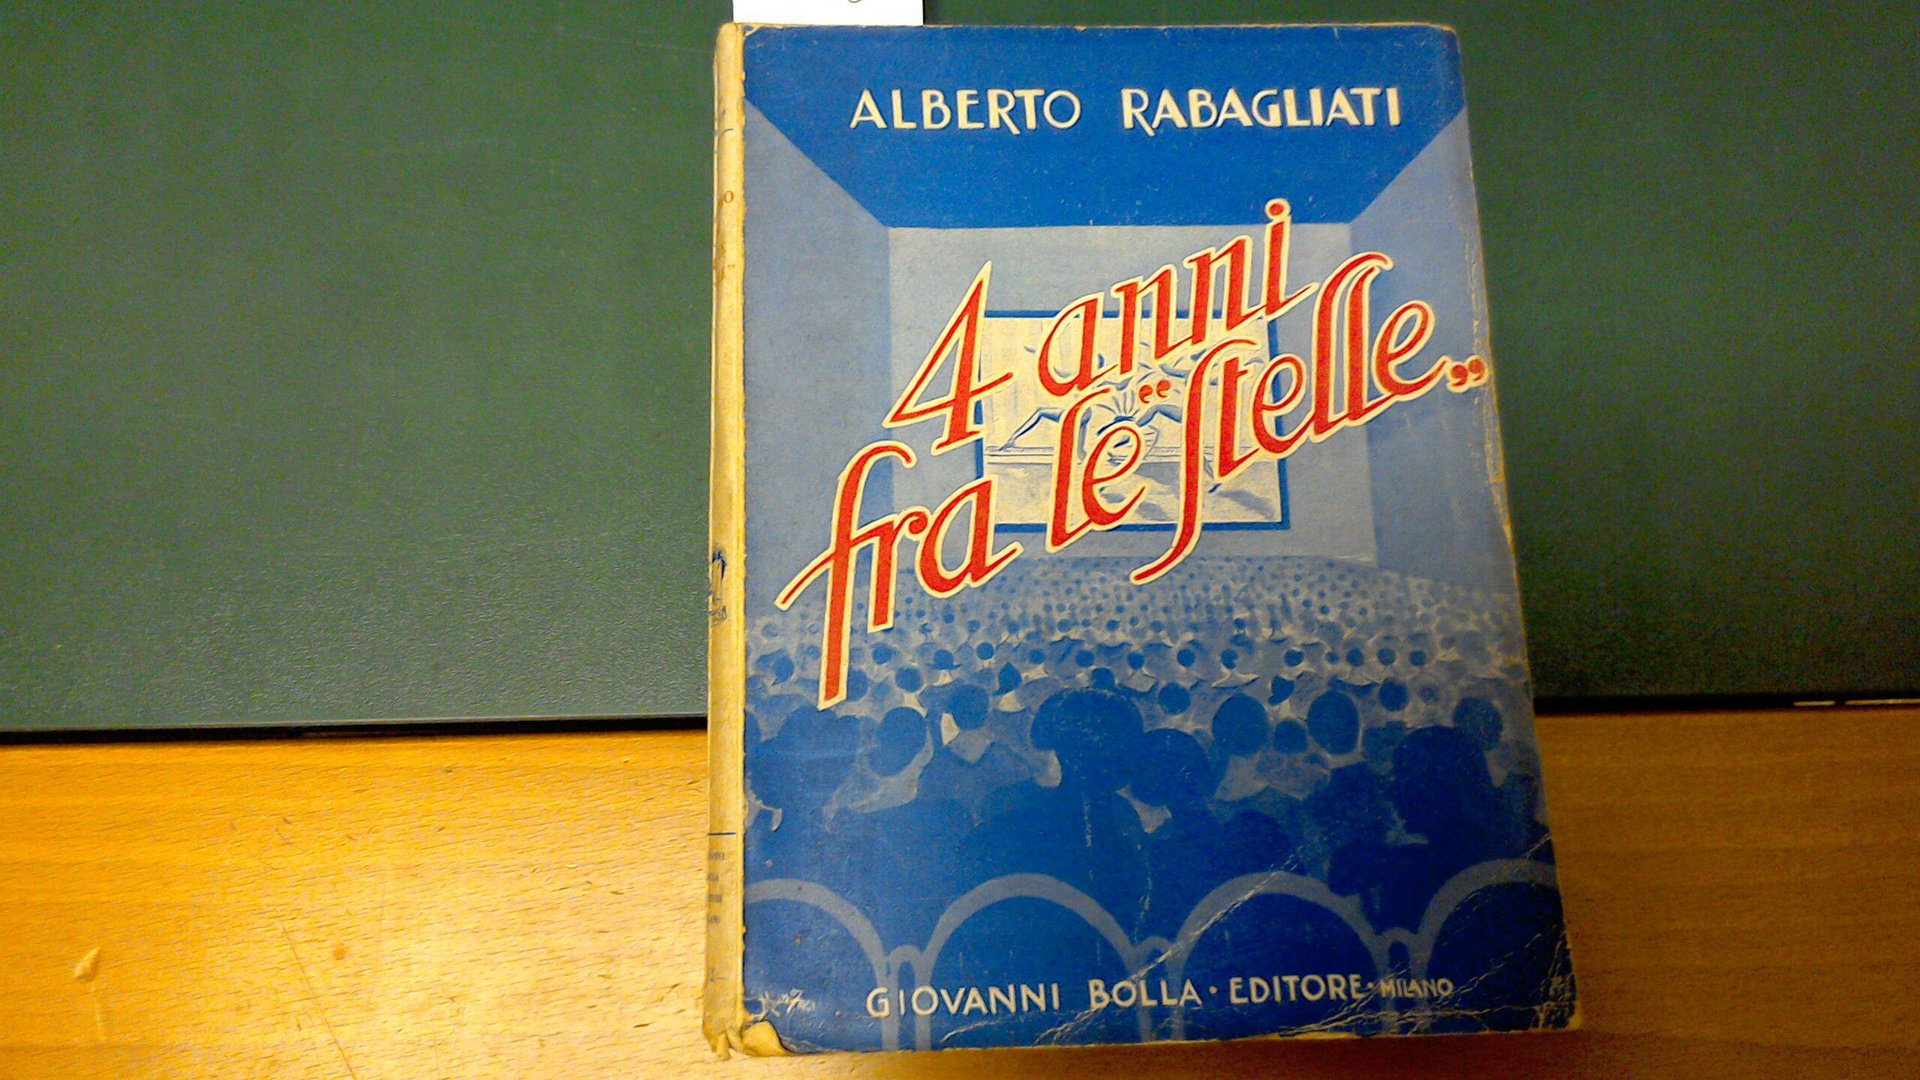 ALBERTO RABAGLIATI
4 anni
fra le "stelle„
GIOVANNI BOLLA · EDITORE · MILANO